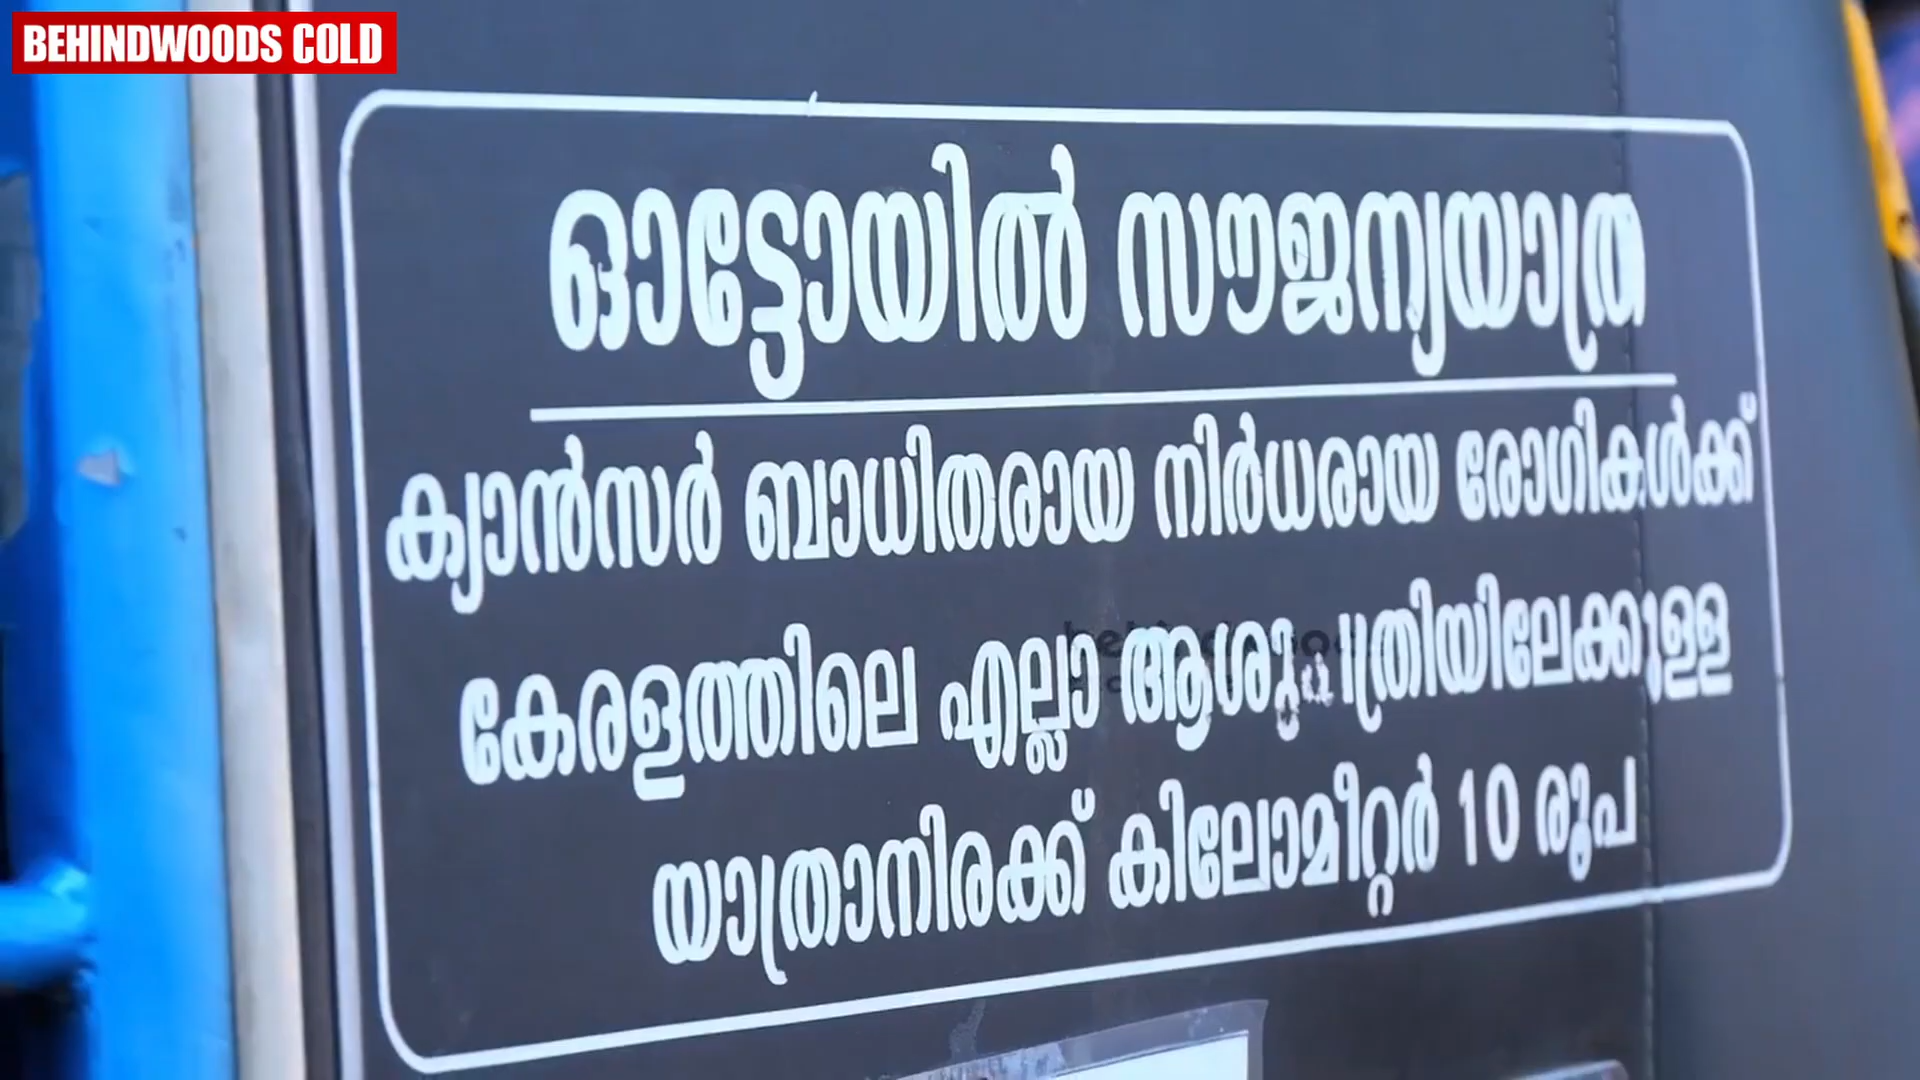 BEHINDWOODS COLD
ഓട്ടോയിൽ സൗജന്യയാത്ര
ക്യാൻസർ ബാധിതരായ നിർധരായ രോഗികൾക്ക്
കേരളത്തിലെ എല്ലാ ആശുപത്രിയിലേക്കുള്ള
യാത്രാനിരക്ക് കിലോമീറ്റർ 10 രൂപ